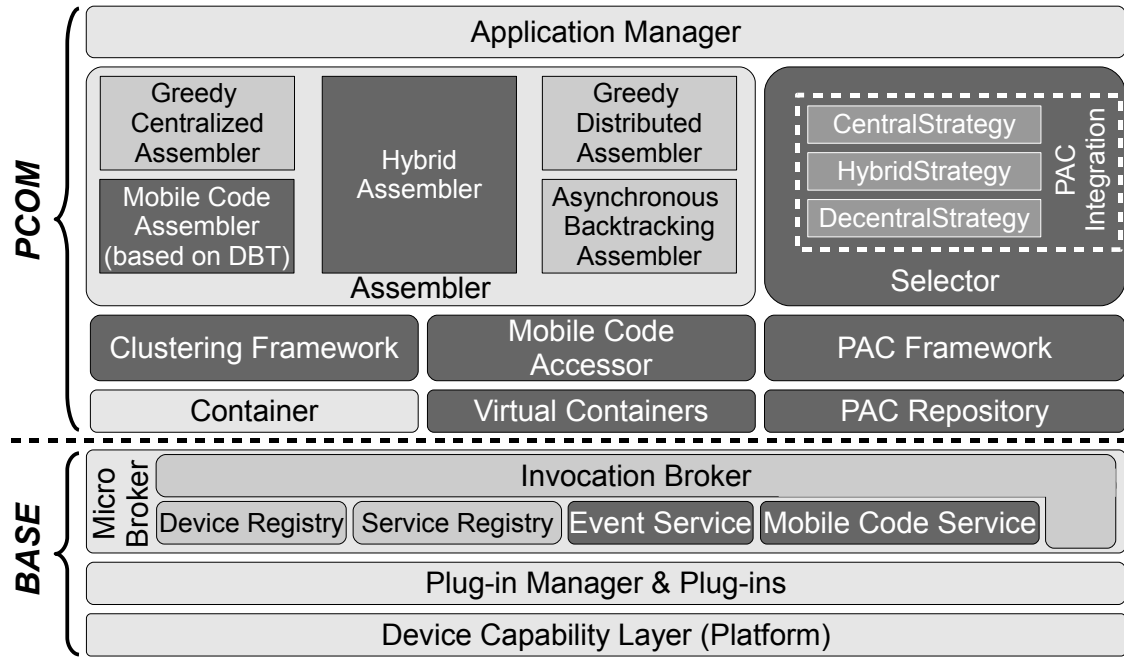 PCOM
Application Manager
Greedy
Centralized
Assembler
Mobile Code
Assembler
(based on DBT)
Hybrid
Assembler
Greedy
Distributed
Assembler
Asynchronous
Backtracking
Assembler
Assembler
CentralStrategy
HybridStrategy
DecentralStrategy
PAC
Integration
Selector
Clustering Framework
Mobile Code
Accessor
PAC Framework
Container
Virtual Containers
PAC Repository
BASE
Micro
Broker
Invocation Broker
Device Registry
Service Registry
Event Service
Mobile Code Service
Plug-in Manager & Plug-ins
Device Capability Layer (Platform)